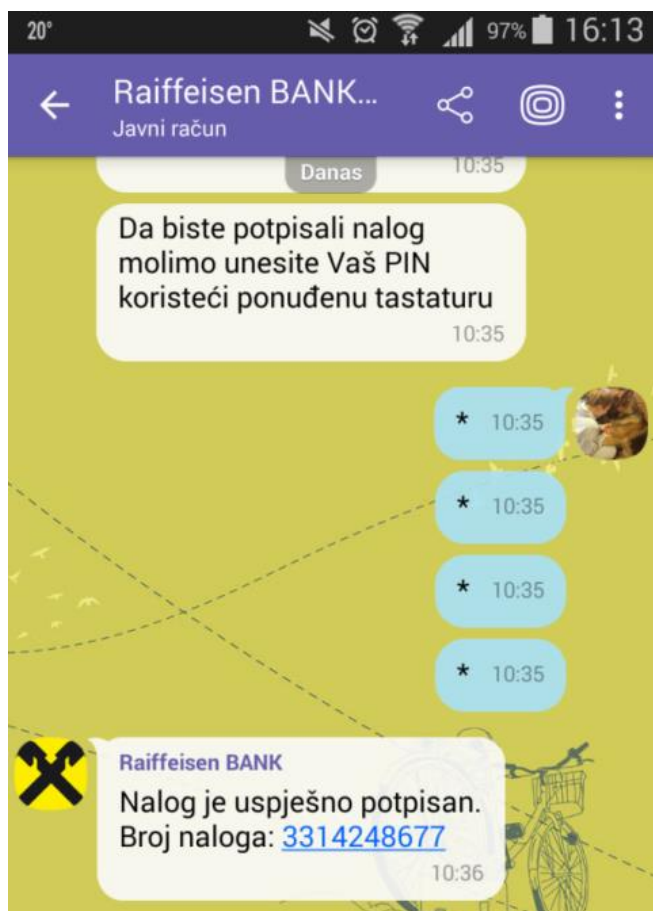 20°
97% 16:13
Raiffeisen BANK...
Javni račun
Danas
10:35
Da biste potpisali nalog
molimo unesite Vaš PIN
koristeći ponuđenu tastaturu
10:35
* 10:35
* 10:35
* 10:35
* 10:35
Raiffeisen BANK
Nalog je uspješno potpisan.
Broj naloga: 3314248677
10:36